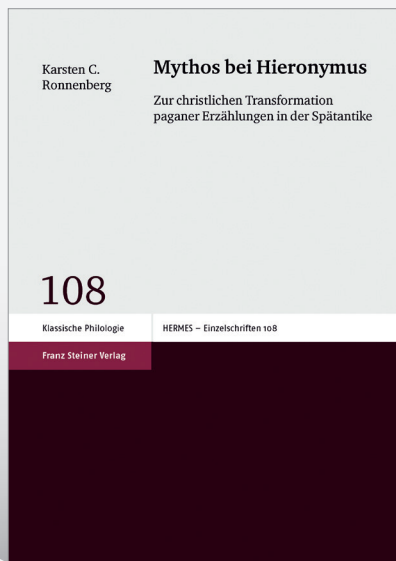 Karsten C.
Ronnenberg
Mythos bei Hieronymus
Zur christlichen Transformation
paganer Erzählungen in der Spätantike
108
Klassische Philologie
HERMES – Einzelschriften 108
Franz Steiner Verlag